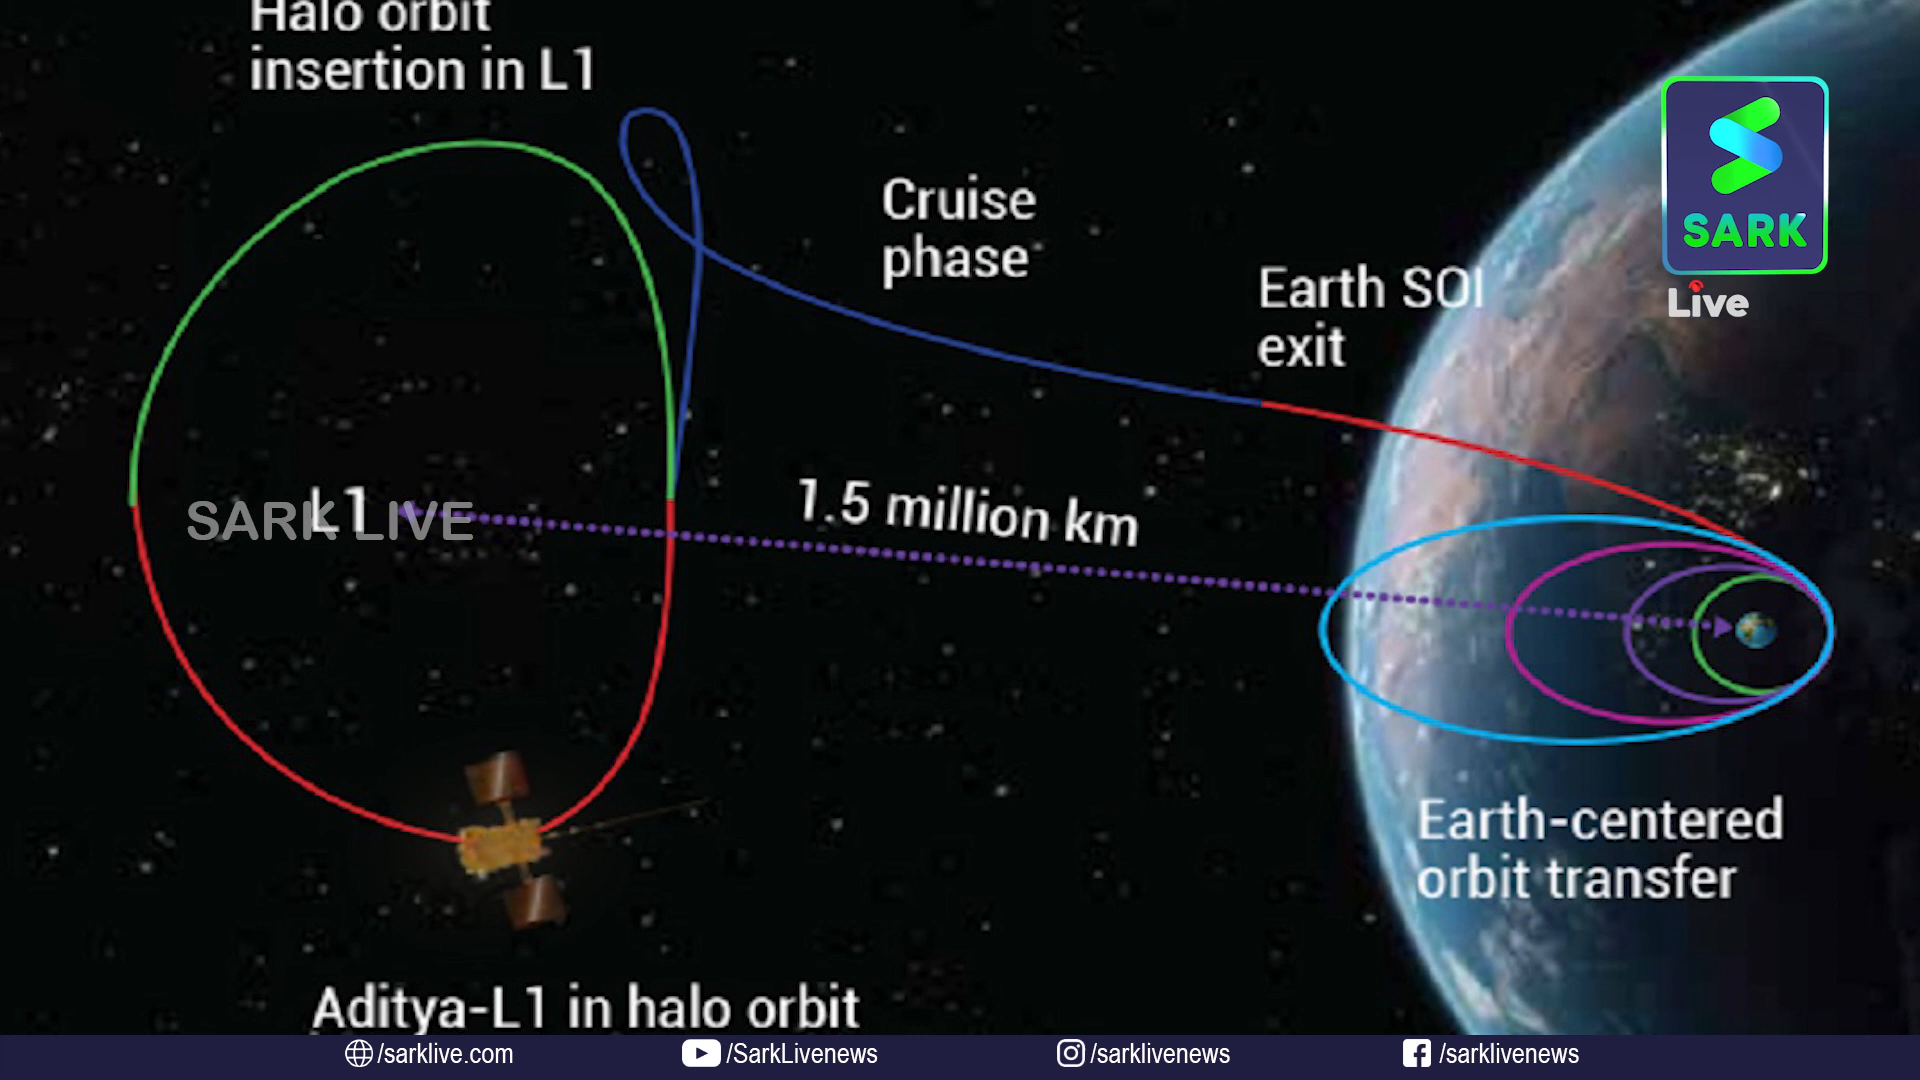 Halo orbit
insertion in L1
SARK
Live
Cruise
phase
Earth SOI
exit
L1
SARK LIVE
1.5 million km
Earth-centered
orbit transfer
Aditya-L1 in halo orbit
/sarklive.com
/SarkLivenews
/sarklivenews
/sarklivenews